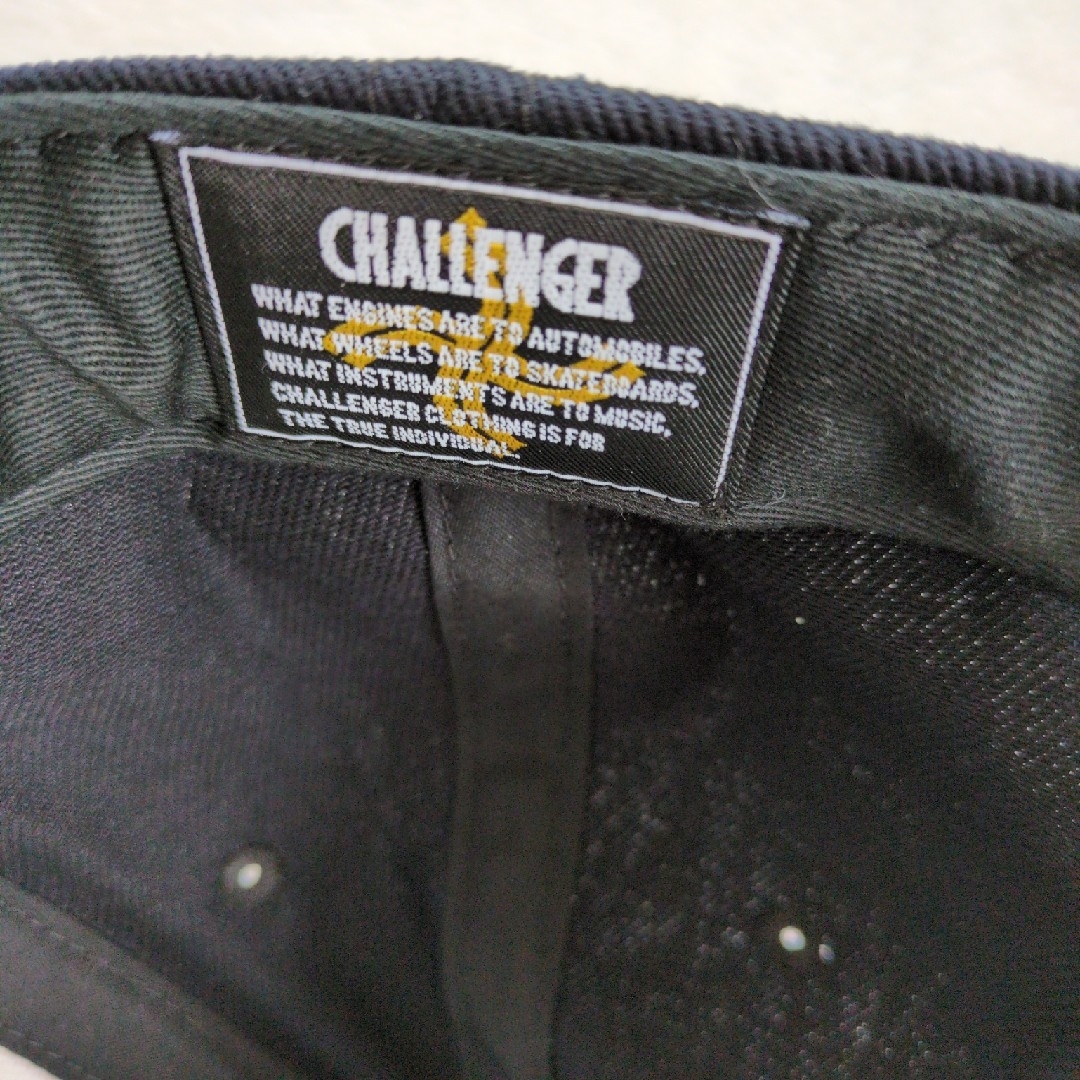 CHALLENGER
WHAT ENGINES ARE TO AUTOMOBILES,
WHAT WHEELS ARE TO SKATEBOARDS,
WHAT INSTRUMENTS ARE TO MUSIC,
CHALLENGER CLOTHING IS FOR
THE TRUE INDIVIDUAL.